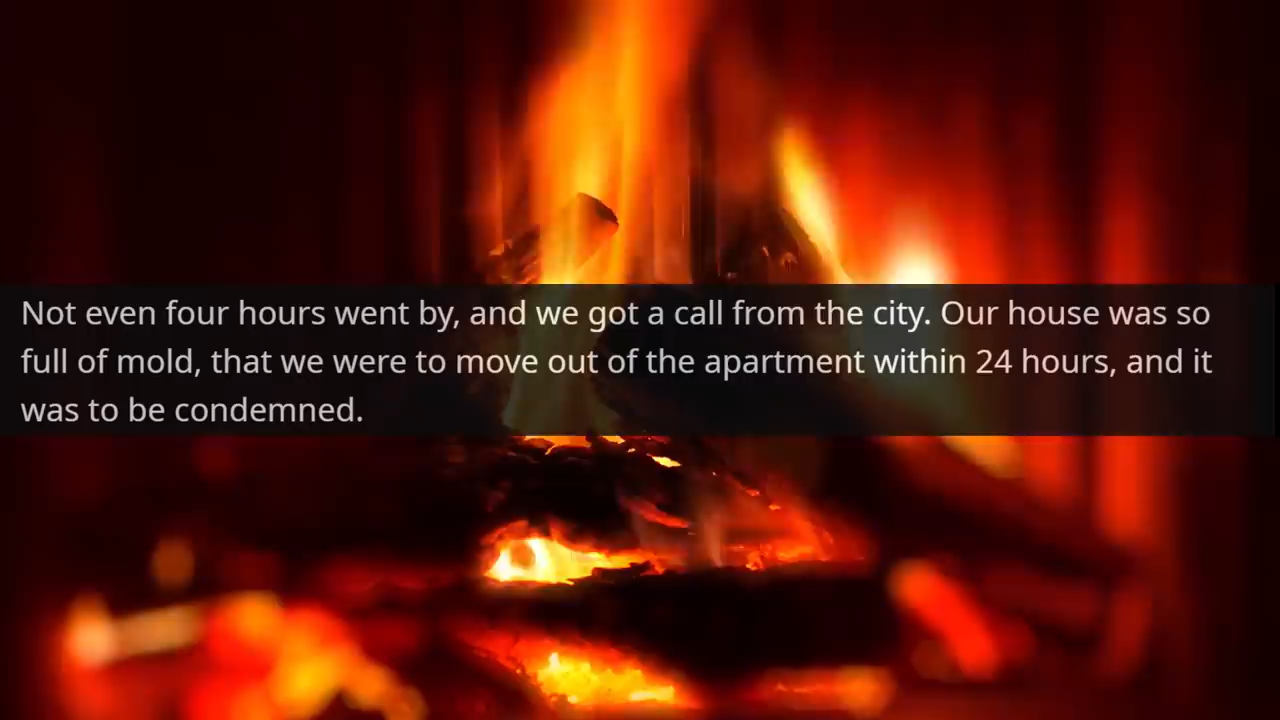 Not even four hours went by, and we got a call from the city. Our house was so
full of mold, that we were to move out of the apartment within 24 hours, and it
was to be condemned.